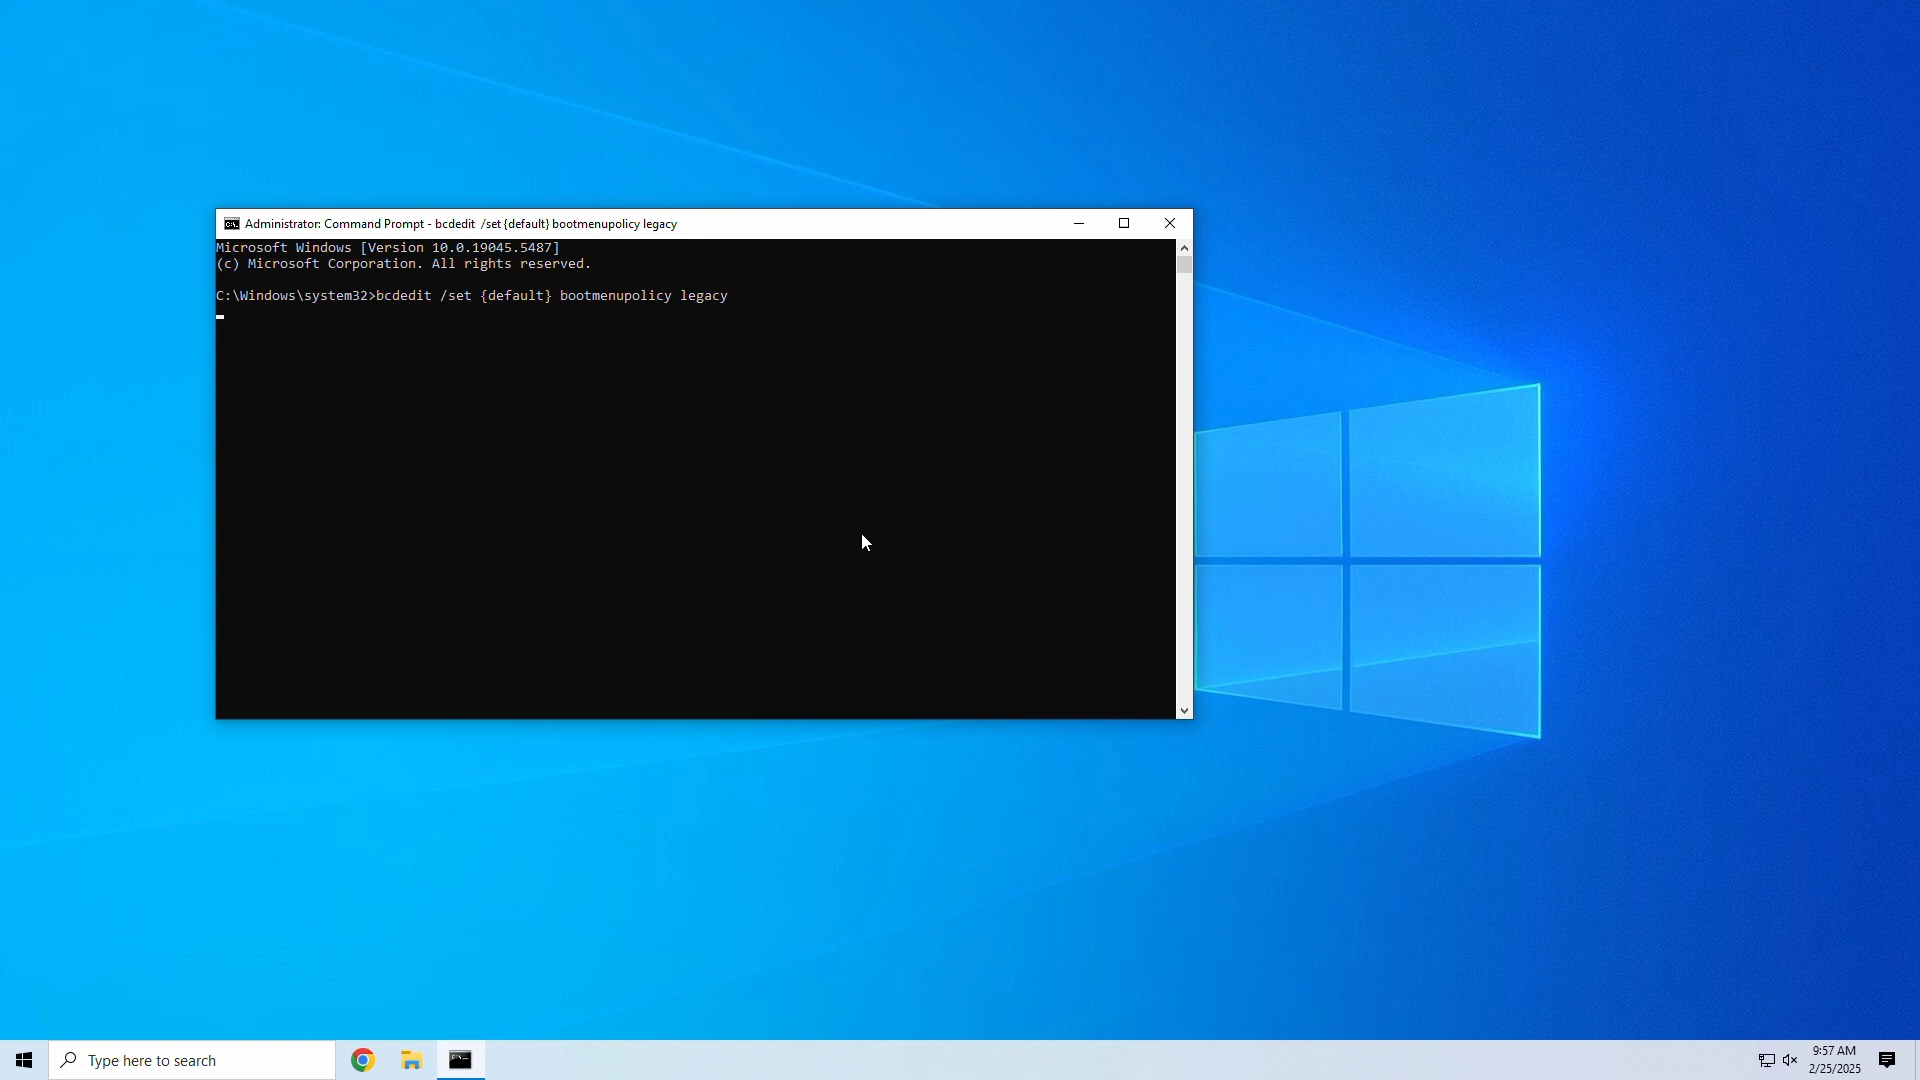 Administrator: Command Prompt - bcdedit  /set {default} bootmenupolicy legacy
Microsoft Windows [Version 10.0.19045.5487]
(c) Microsoft Corporation. All rights reserved.
C:\Windows\system32>bcdedit /set {default} bootmenupolicy legacy
Type here to search
9:57 AM
2/25/2025